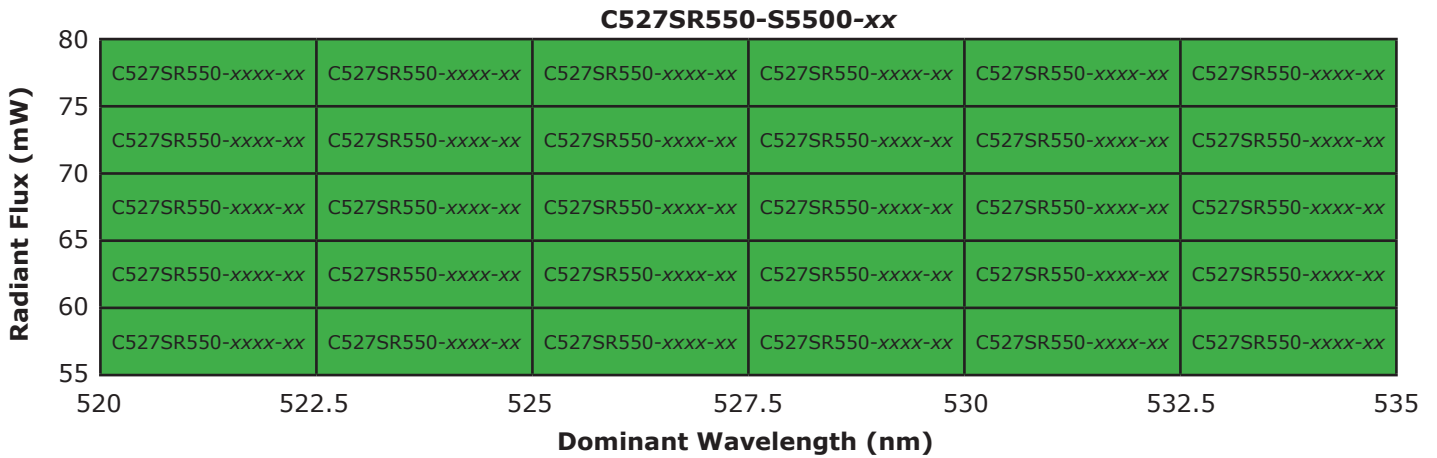 C527SR550-S5500-xx
80
C527SR550-xxxx-xx C527SR550-xxxx-xx C527SR550-xxxx-xx C527SR550-xxxx-xx C527SR550-xxxx-xx C527SR550-xxxx-xx
75
C527SR550-xxxx-xx C527SR550-xxxx-xx C527SR550-xxxx-xx C527SR550-xxxx-xx C527SR550-xxxx-xx C527SR550-xxxx-xx
70
C527SR550-xxxx-xx C527SR550-xxxx-xx C527SR550-xxxx-xx C527SR550-xxxx-xx C527SR550-xxxx-xx C527SR550-xxxx-xx
65
C527SR550-xxxx-xx C527SR550-xxxx-xx C527SR550-xxxx-xx C527SR550-xxxx-xx C527SR550-xxxx-xx C527SR550-xxxx-xx
60
C527SR550-xxxx-xx C527SR550-xxxx-xx C527SR550-xxxx-xx C527SR550-xxxx-xx C527SR550-xxxx-xx C527SR550-xxxx-xx
55
Radiant Flux (mW)
520 522.5 525 527.5 530 532.5 535
Dominant Wavelength (nm)